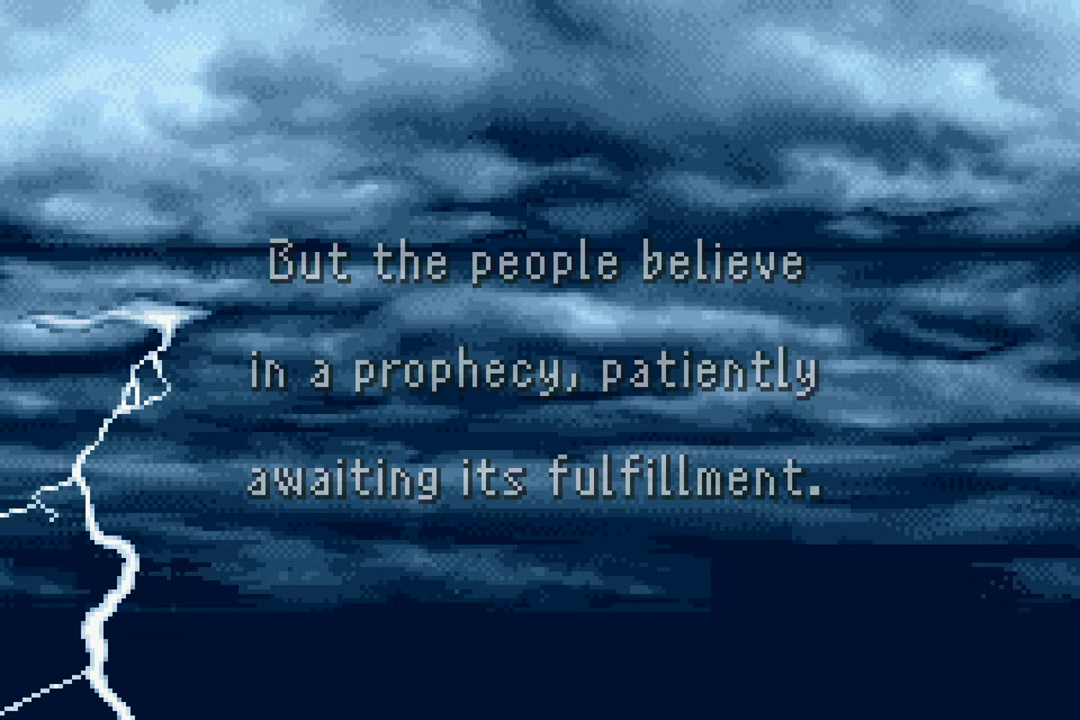 But the people believe
in a prophecy, patiently
awaiting its fulfillment.